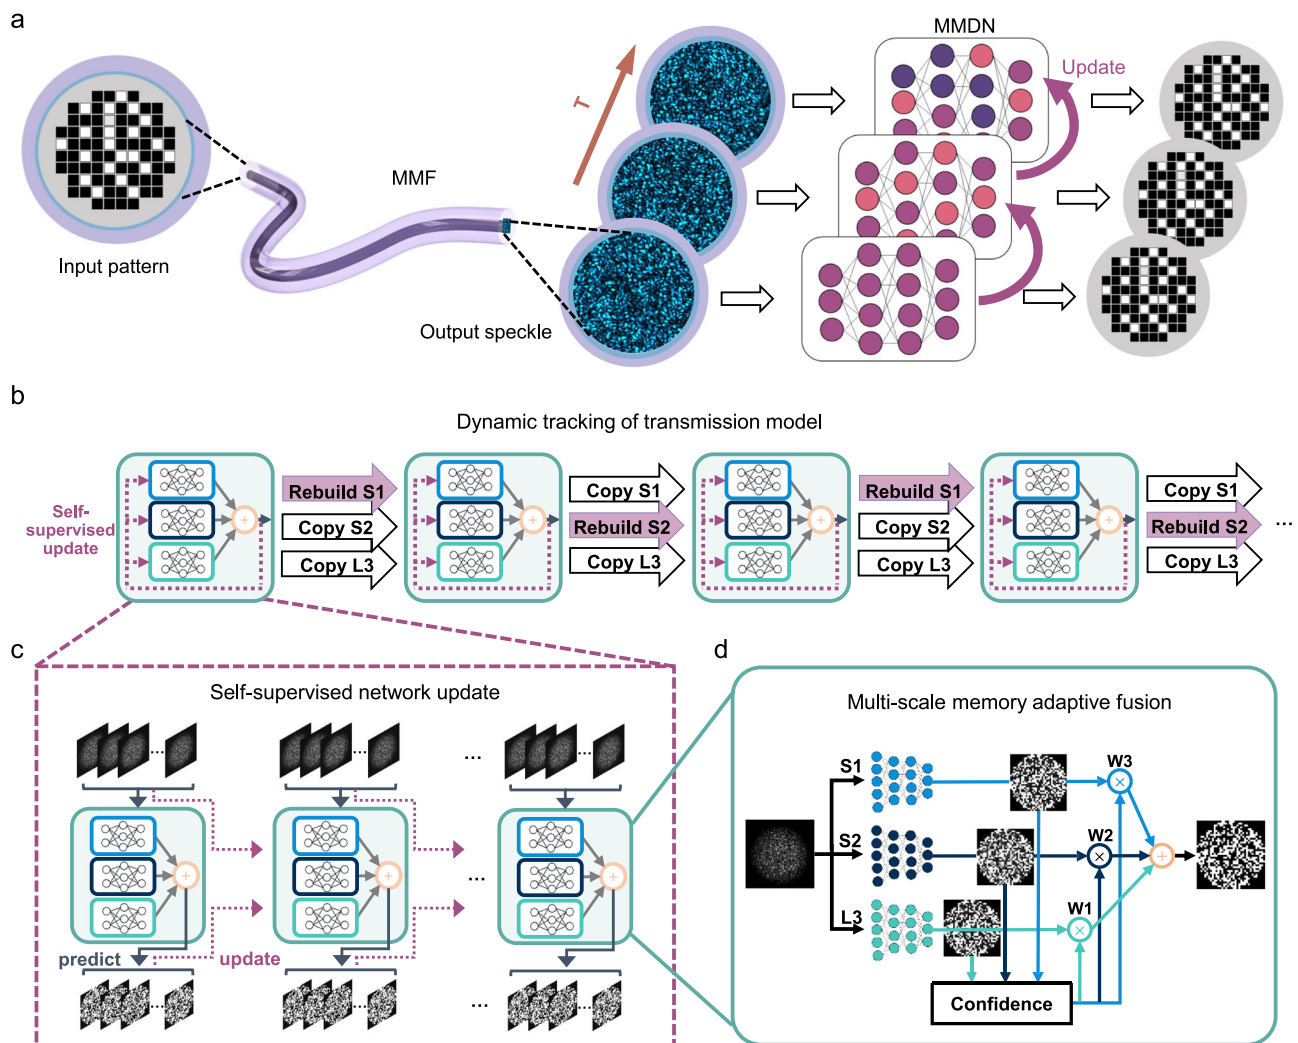 a
MMDN
T
Update
MMF
Input pattern
Output speckle
b
Dynamic tracking of transmission model
Self-
supervised
update
Rebuild S1
Copy S2
Copy L3
Copy S1
Rebuild S2
Copy L3
Rebuild S1
Copy S2
Copy L3
Copy S1
Rebuild S2
Copy L3
...
+
+
+
+
c
Self-supervised network update
...
...
...
...
...
+
+
+
predict
update
...
...
...
...
d
Multi-scale memory adaptive fusion
S1
W3
×
S2
W2
×
+
L3
W1
×
Confidence